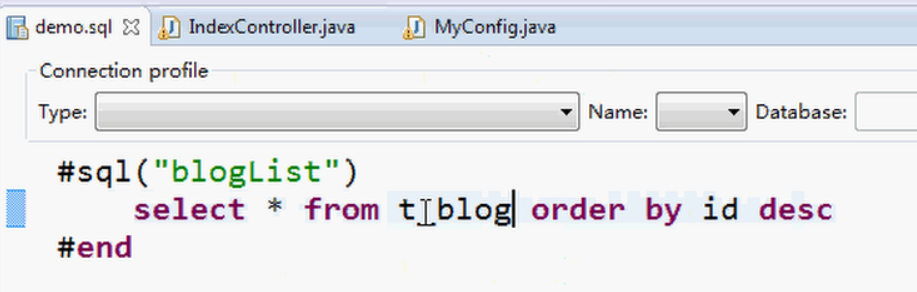 demo.sql IndexController.java MyConfig.java
Connection profile
Type: Name: Database:
#sql("blogList")
select * from t_blog order by id desc
#end